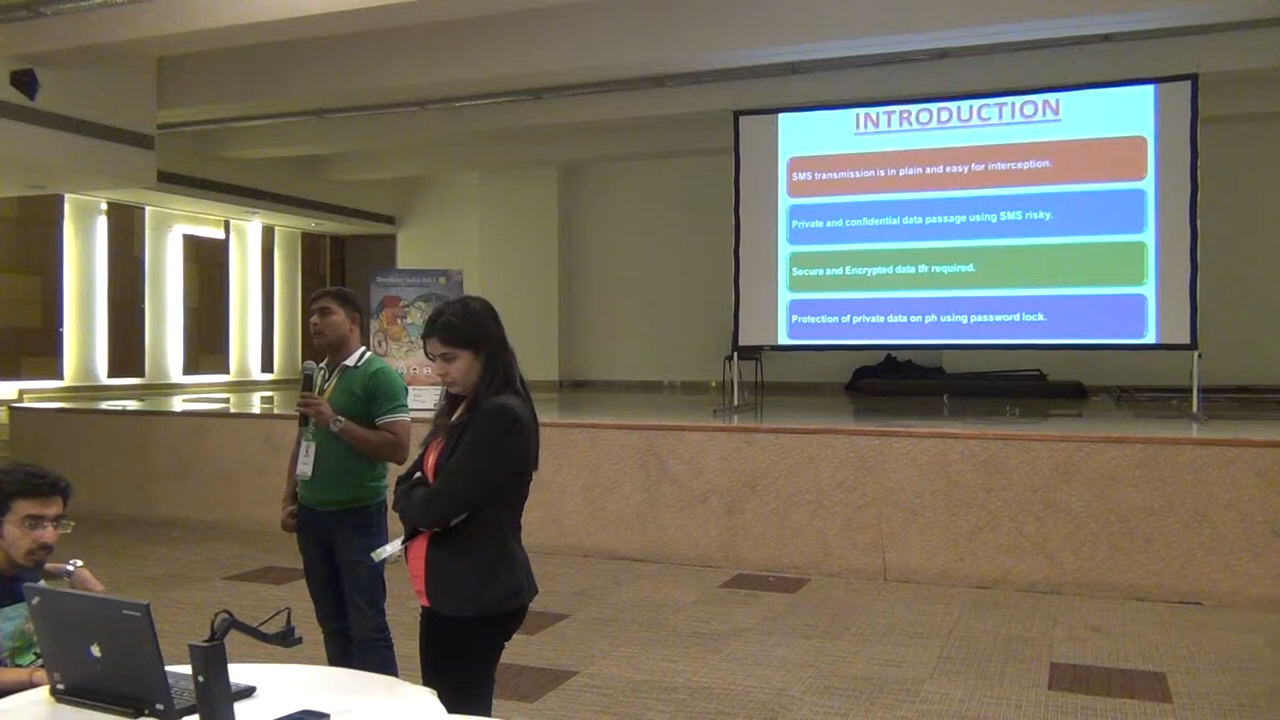 INTRODUCTION
SMS transmission is in plain and easy for interception.
Private and confidential data passage using SMS risky.
Secure and Encrypted data tfr required.
Protection of private data on ph using password lock.